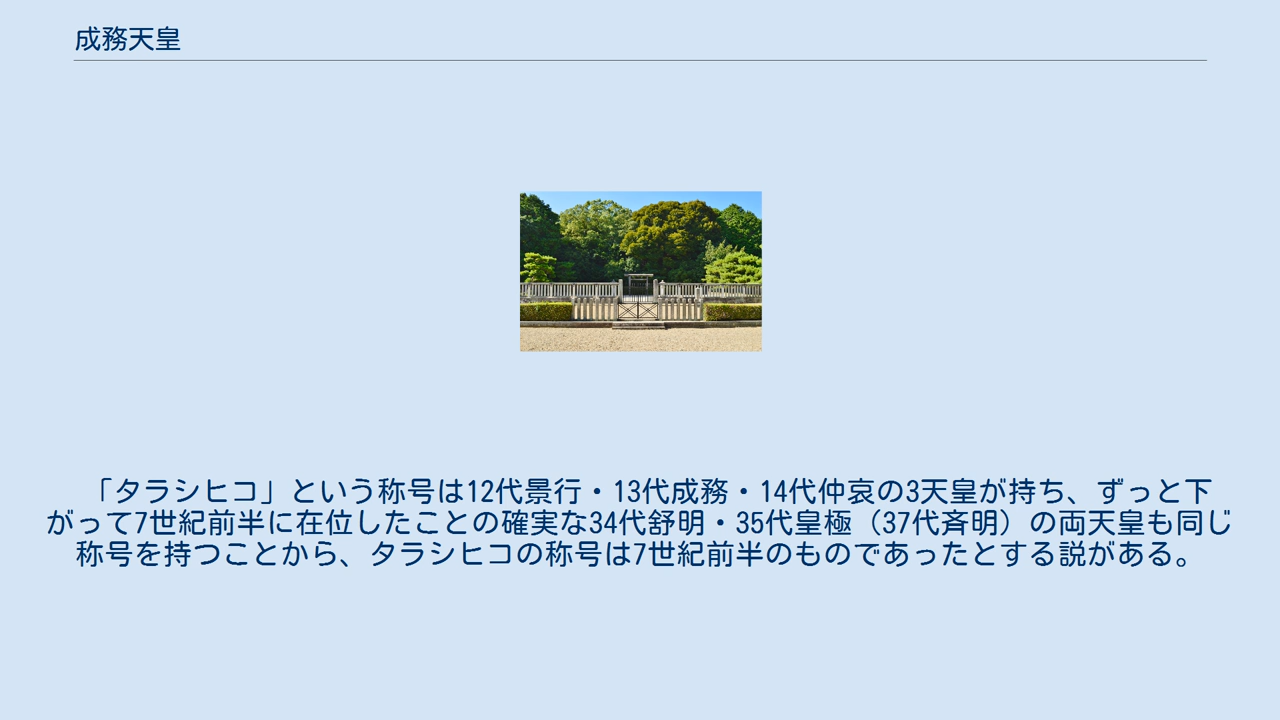 成務天皇
「タラシヒコ」という称号は12代景行・13代成務・14代仲哀の3天皇が持ち、ずっと下
がって7世紀前半に在位したことの確実な34代舒明・35代皇極（37代斉明）の両天皇も同じ
称号を持つことから、タラシヒコの称号は7世紀前半のものであったとする説がある。